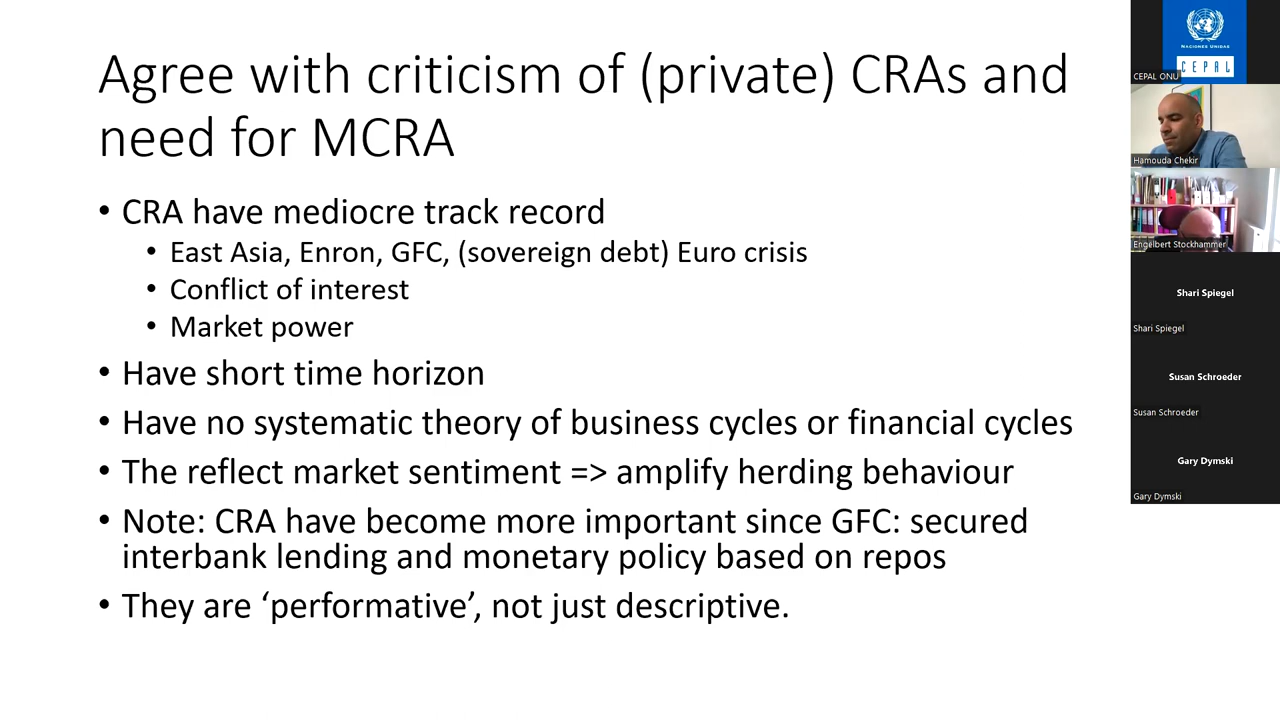 Agree with criticism of (private) CRAs and
need for MCRA
• CRA have mediocre track record
• East Asia, Enron, GFC, (sovereign debt) Euro crisis
• Conflict of interest
• Market power
• Have short time horizon
• Have no systematic theory of business cycles or financial cycles
• The reflect market sentiment => amplify herding behaviour
• Note: CRA have become more important since GFC: secured
interbank lending and monetary policy based on repos
• They are ‘performative’, not just descriptive.
NACIONES UNIDAS
CEPAL
CEPAL ONU
Hamouda Chekir
Engelbert Stockhammer
Shari Spiegel
Shari Spiegel
Susan Schroeder
Susan Schroeder
Gary Dymski
Gary Dymski